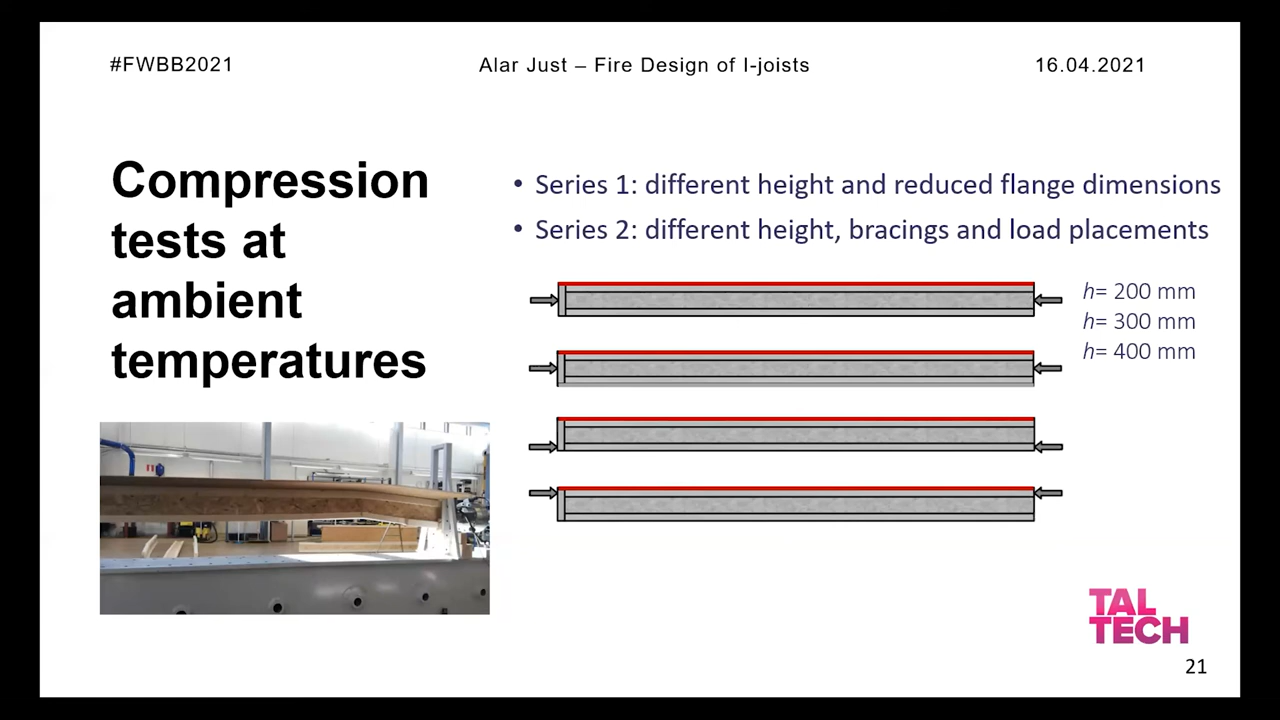 #FWBB2021
Alar Just – Fire Design of I-joists
16.04.2021
Compression
tests at
ambient
temperatures
• Series 1: different height and reduced flange dimensions
• Series 2: different height, bracings and load placements
h= 200 mm
h= 300 mm
h= 400 mm
TAL
TECH
21